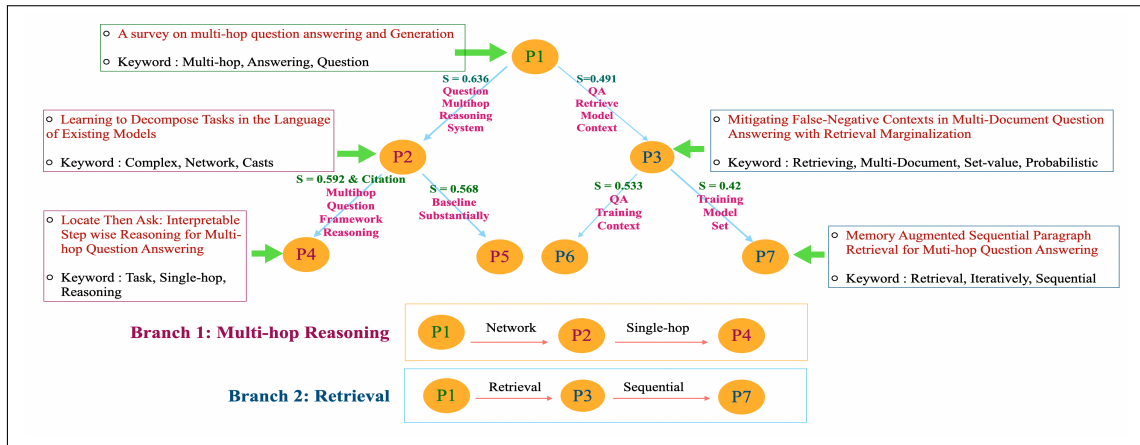 A survey on multi-hop question answering and Generation
Keyword : Multi-hop, Answering, Question
P1
S = 0.636
Question
Multihop
Reasoning
System
S=0.491
QA
Retrieve
Model
Context
Learning to Decompose Tasks in the Language
of Existing Models
Keyword : Complex, Network, Casts
P2
P3
Mitigating False-Negative Contexts in Multi-Document Question
Answering with Retrieval Marginalization
Keyword : Retrieving, Multi-Document, Set-value, Probabilistic
S = 0.592 & Citation
Multihop
Question
Framework
Reasoning
S = 0.568
Baseline
Substantially
S = 0.533
QA
Training
Context
S = 0.42
Training
Model
Set
Locate Then Ask: Interpretable
Step wise Reasoning for Multi-
hop Question Answering
Keyword : Task, Single-hop,
Reasoning
P4
P5
P6
P7
Memory Augmented Sequential Paragraph
Retrieval for Muti-hop Question Answering
Keyword : Retrieval, Iteratively, Sequential
Branch 1: Multi-hop Reasoning
P1 Network P2 Single-hop P4
Branch 2: Retrieval
P1 Retrieval P3 Sequential P7